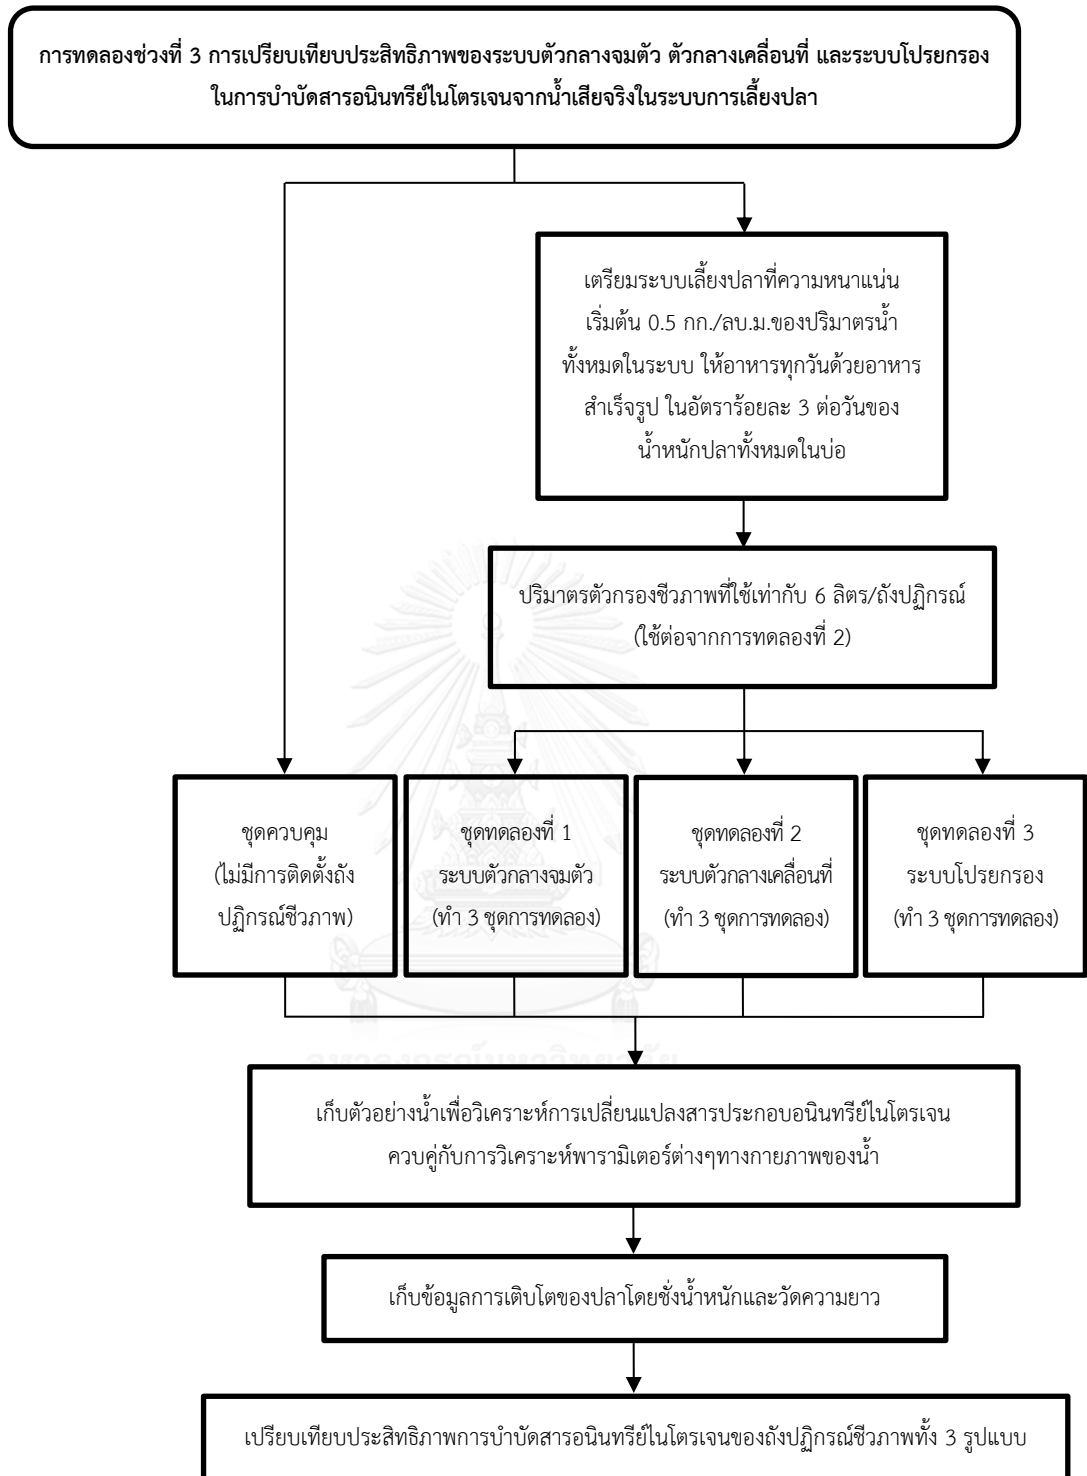 การทดลองช่วงที่ 3 การเปรียบเทียบประสิทธิภาพของระบบตัวกลางจมตัว ตัวกลางเคลื่อนที่ และระบบโปรยกรอง
ในการบำบัดสารอนินทรีย์ไนโตรเจนจากน้ำเสียจริงในระบบการเลี้ยงปลา
เตรียมระบบเลี้ยงปลาที่ความหนาแน่น
เริ่มต้น 0.5 กก./ลบ.ม.ของปริมาตรน้ำ
ทั้งหมดในระบบ ให้อาหารทุกวันด้วยอาหาร
สำเร็จรูป ในอัตราร้อยละ 3 ต่อวันของ
น้ำหนักปลาทั้งหมดในบ่อ
ปริมาตรตัวกรองชีวภาพที่ใช้เท่ากับ 6 ลิตร/ถังปฏิกรณ์
(ใช้ต่อจากการทดลองที่ 2)
ชุดควบคุม
(ไม่มีการติดตั้งถัง
ปฏิกรณ์ชีวภาพ)
ชุดทดลองที่ 1
ระบบตัวกลางจมตัว
(ทำ 3 ชุดการทดลอง)
ชุดทดลองที่ 2
ระบบตัวกลางเคลื่อนที่
(ทำ 3 ชุดการทดลอง)
ชุดทดลองที่ 3
ระบบโปรยกรอง
(ทำ 3 ชุดการทดลอง)
จุฬาลงกรณ์มหาวิทยาลัย
เก็บตัวอย่างน้ำเพื่อวิเคราะห์การเปลี่ยนแปลงสารประกอบอนินทรีย์ไนโตรเจน
ควบคู่กับการวิเคราะห์พารามิเตอร์ต่างๆทางกายภาพของน้ำ
เก็บข้อมูลการเติบโตของปลาโดยชั่งน้ำหนักและวัดความยาว
เปรียบเทียบประสิทธิภาพการบำบัดสารอนินทรีย์ไนโตรเจนของถังปฏิกรณ์ชีวภาพทั้ง 3 รูปแบบ